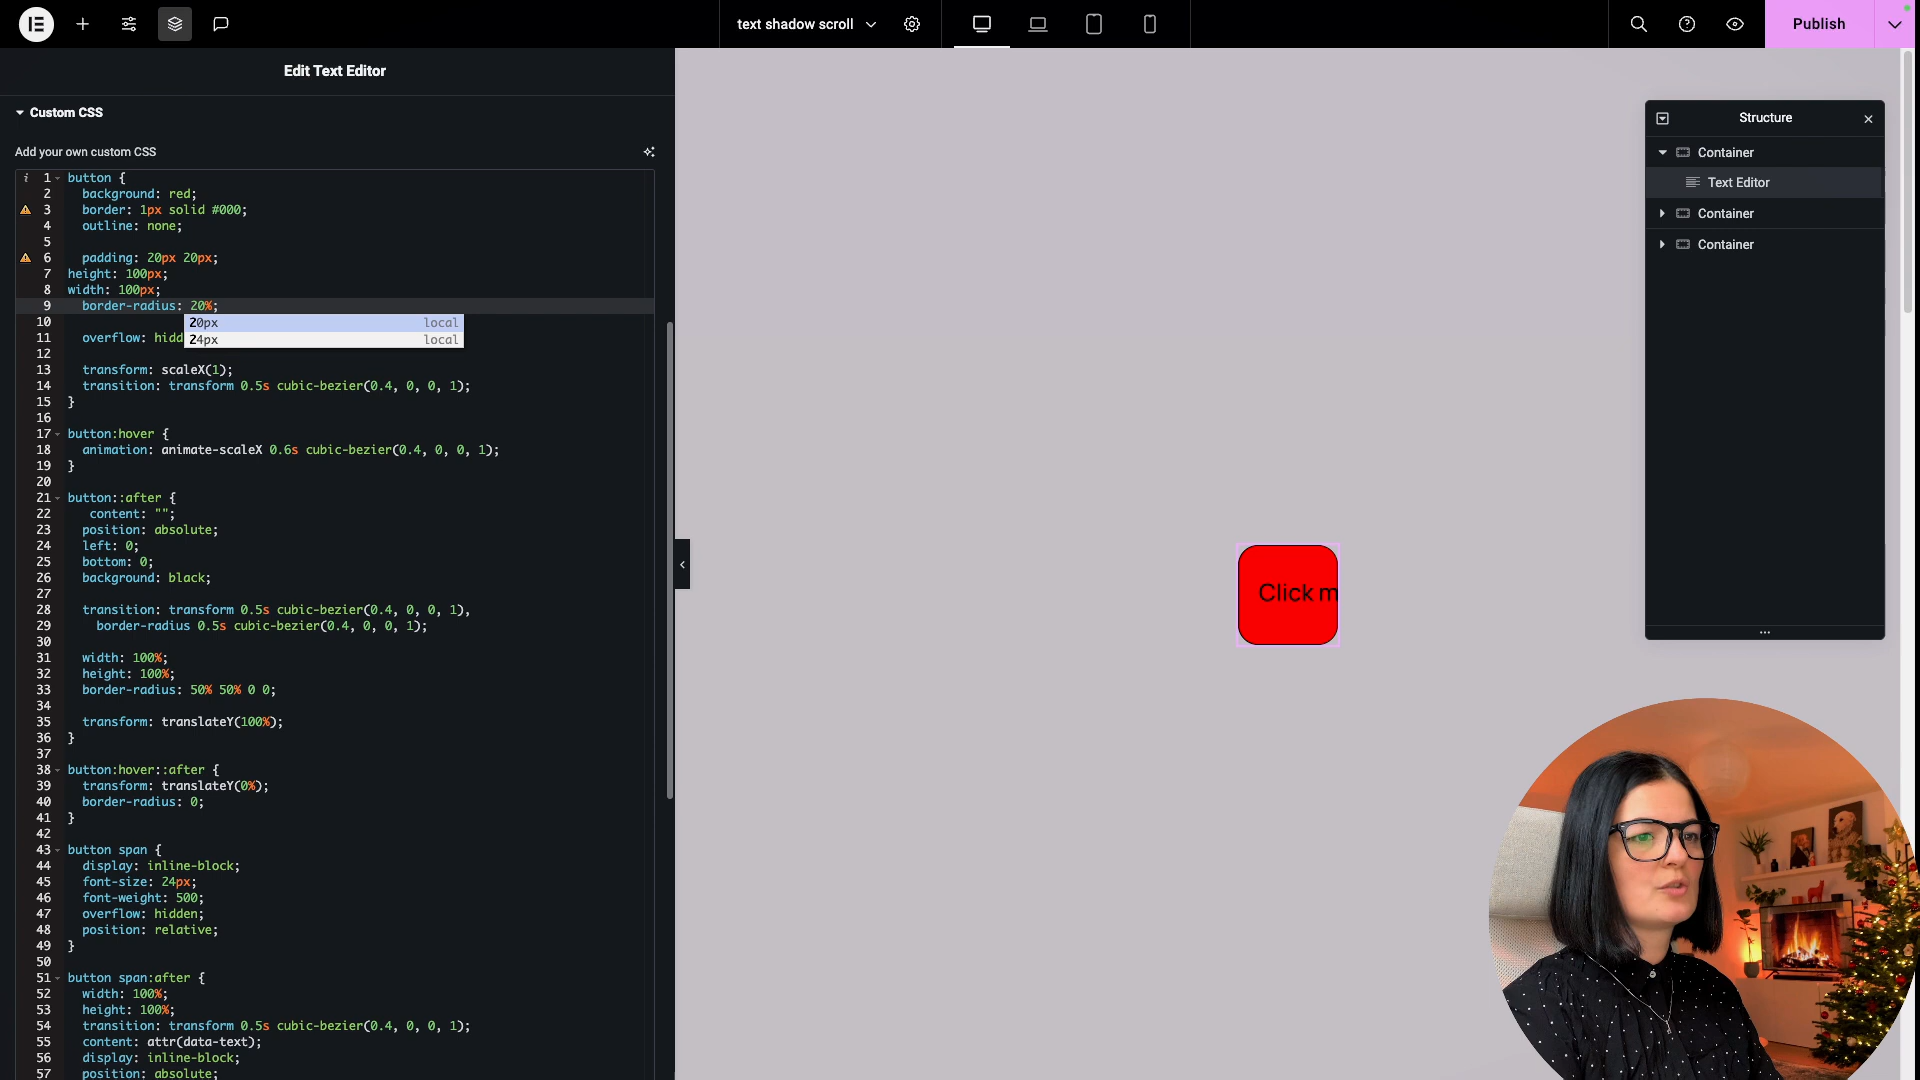 text shadow scroll
Publish
Edit Text Editor
Custom CSS
Add your own custom CSS
i 1 button {
2 background: red;
3 border: 1px solid #000;
4 outline: none;
5
6 padding: 20px 20px;
7 height: 100px;
8 width: 100px;
9 border-radius: 20%;
10
20px local
11 overflow: hidd
24px local
12
13 transform: scaleX(1);
14 transition: transform 0.5s cubic-bezier(0.4, 0, 0, 1);
15 }
16
17 button:hover {
18 animation: animate-scaleX 0.6s cubic-bezier(0.4, 0, 0, 1);
19 }
20
21 button::after {
22 content: "";
23 position: absolute;
24 left: 0;
25 bottom: 0;
26 background: black;
27
28 transition: transform 0.5s cubic-bezier(0.4, 0, 0, 1),
29 border-radius 0.5s cubic-bezier(0.4, 0, 0, 1);
30
31 width: 100%;
32 height: 100%;
33 border-radius: 50% 50% 0 0;
34
35 transform: translateY(100%);
36 }
37
38 button:hover::after {
39 transform: translateY(0%);
40 border-radius: 0;
41 }
42
43 button span {
44 display: inline-block;
45 font-size: 24px;
46 font-weight: 500;
47 overflow: hidden;
48 position: relative;
49 }
50
51 button span:after {
52 width: 100%;
53 height: 100%;
54 transition: transform 0.5s cubic-bezier(0.4, 0, 0, 1);
55 content: attr(data-text);
56 display: inline-block;
57 position: absolute;
Click m
Structure
Container
Text Editor
Container
Container